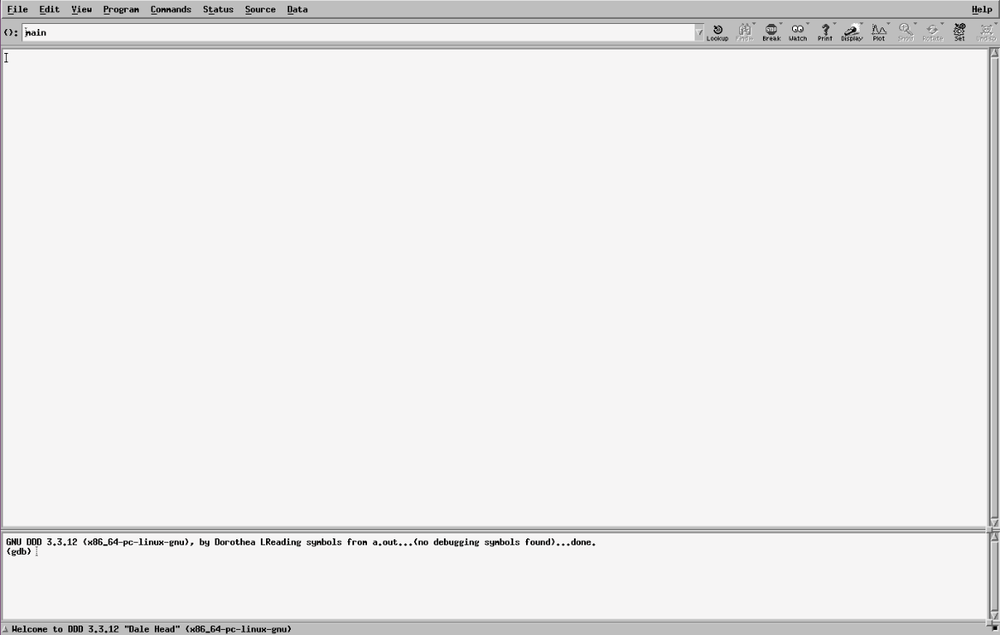 File Edit View Program Commands Status Source Data Help
(): main
Lookup Find» Break Watch Print Display Plot Show Rotate Set Undisp
GNU DDD 3.3.12 (x86_64-pc-linux-gnu), by Dorothea LReading symbols from a.out...(no debugging symbols found)...done.
(gdb)
Welcome to DDD 3.3.12 "Dale Head" (x86_64-pc-linux-gnu)